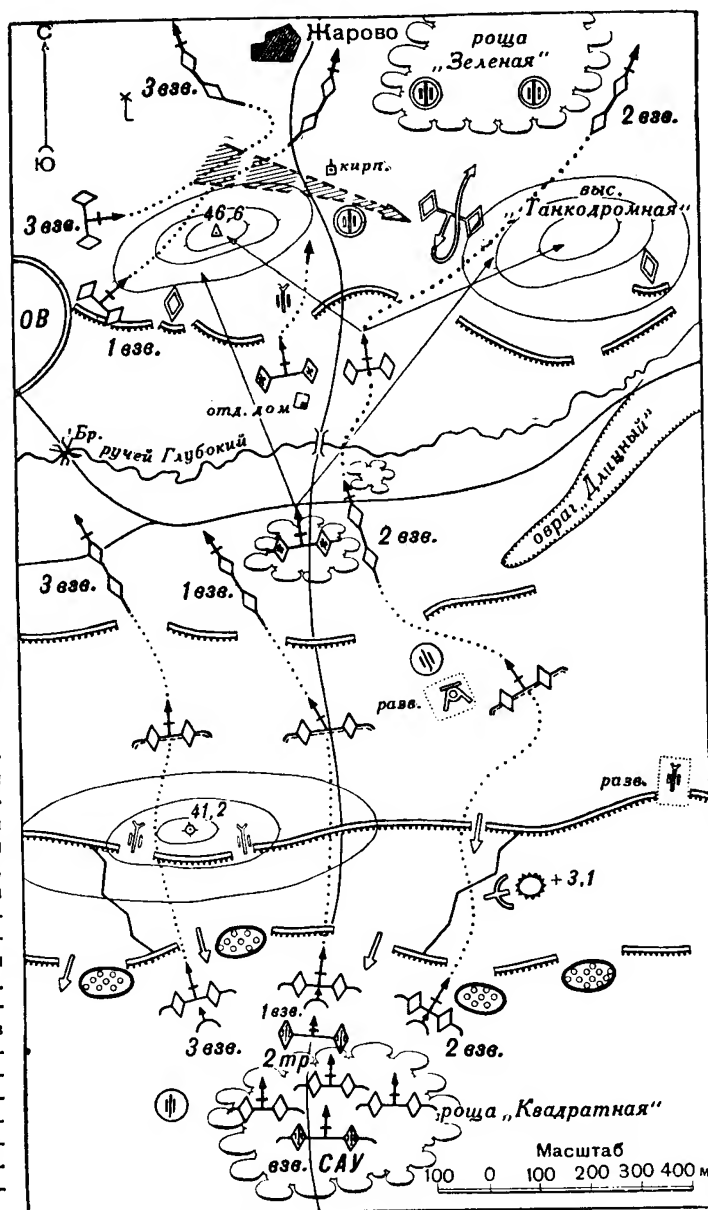 С
Жарово
роща
„Зеленая"
3 взв.
2 взв.
Ю
кирп.
выс.
„Танкодромная"
3 взв.
46,6
ОВ
1 взв.
отд. дом
Бр.
ручей Глубокий
овраг „Длинный"
2 взв.
3 взв.
1 взв.
разв.
разв.
41,2
+3,1
1 взв.
3 взв.
2 взв.
2 тр
роща „Квадратная"
взв. САУ
Масштаб
100 0 100 200 300 400 м